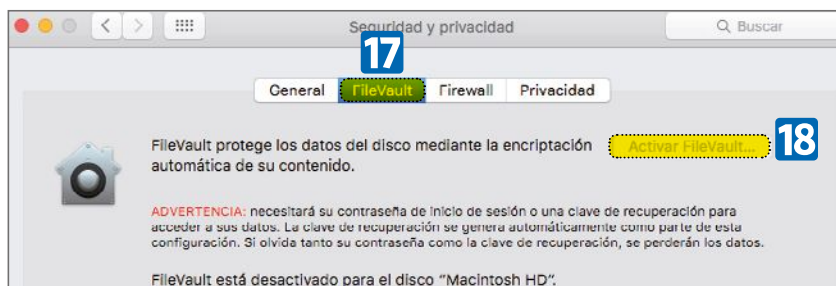 Seguridad y privacidad
Buscar
17
General FileVault Firewall Privacidad
FileVault protege los datos del disco mediante la encriptación
automática de su contenido.
Activar FileVault...
18
ADVERTENCIA: necesitará su contraseña de inicio de sesión o una clave de recuperación para
acceder a sus datos. La clave de recuperación se genera automáticamente como parte de esta
configuración. Si olvida tanto su contraseña como la clave de recuperación, se perderán los datos.
FileVault está desactivado para el disco "Macintosh HD".